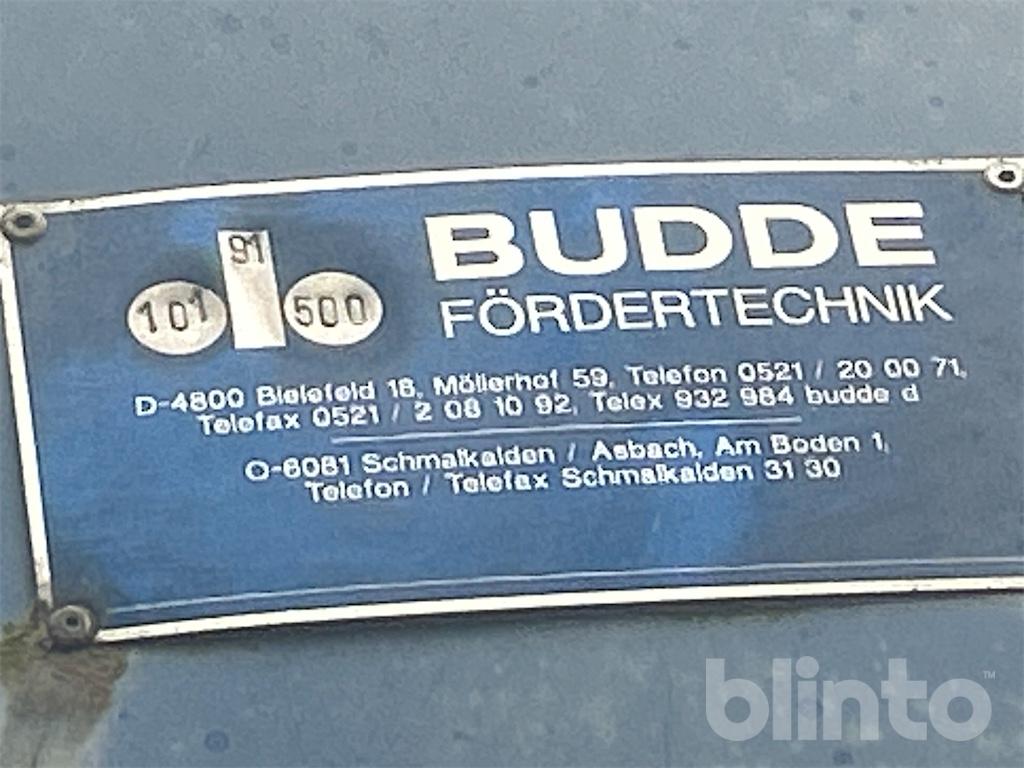 91
101 500
BUDDE
FÖRDERTECHNIK
D-4800 Bielefeld 18, Möllerhof 59, Telefon 0521 / 20 00 71,
Telefax 0521 / 2 08 10 92, Telex 932 984 budde d
O-6081 Schmalkalden / Asbach, Am Boden 1,
Telefon / Telefax Schmalkalden 31 30
blinto™